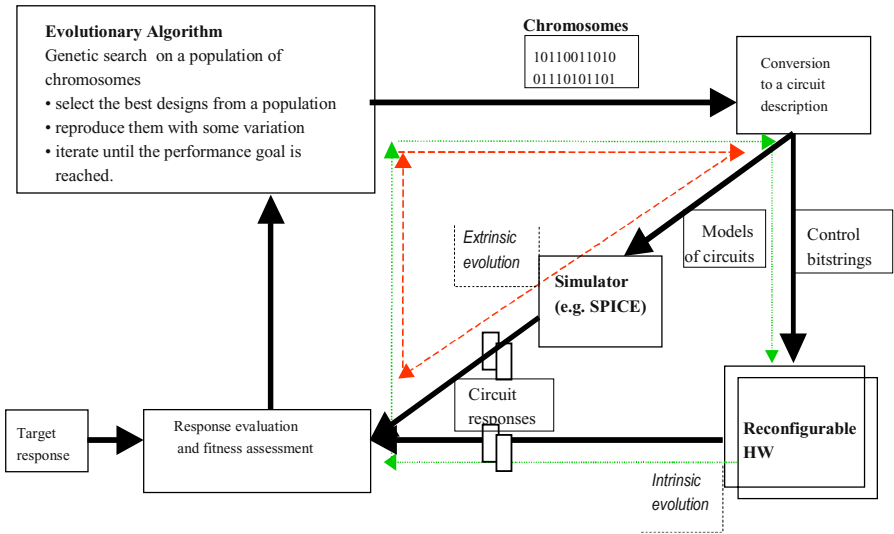 Evolutionary Algorithm
Genetic search on a population of
chromosomes
• select the best designs from a population
• reproduce them with some variation
• iterate until the performance goal is
reached.
Chromosomes
10110011010
01110101101
Conversion
to a circuit
description
Extrinsic
evolution
Models
of circuits
Control
bitstrings
Simulator
(e.g. SPICE)
Target
response
Response evaluation
and fitness assessment
Circuit
responses
Reconfigurable
HW
Intrinsic
evolution